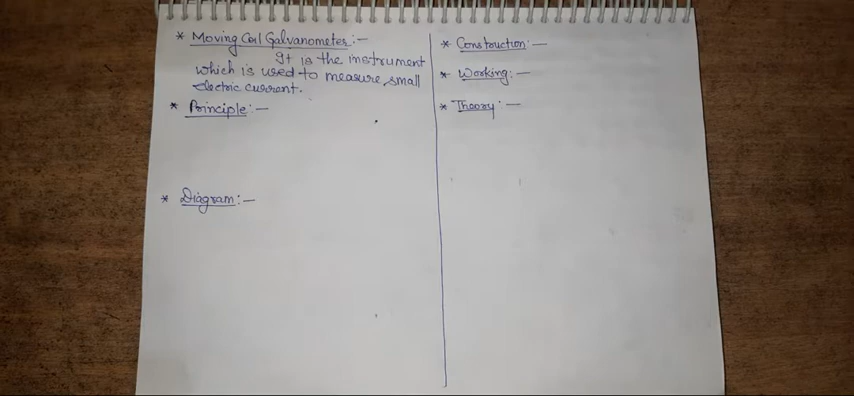 * Moving Coil Galvanometer:-
It is the instrument
which is used to measure small
electric current.
* Principle:-
* Diagram:-
* Construction:-
* Working:-
* Theory:-